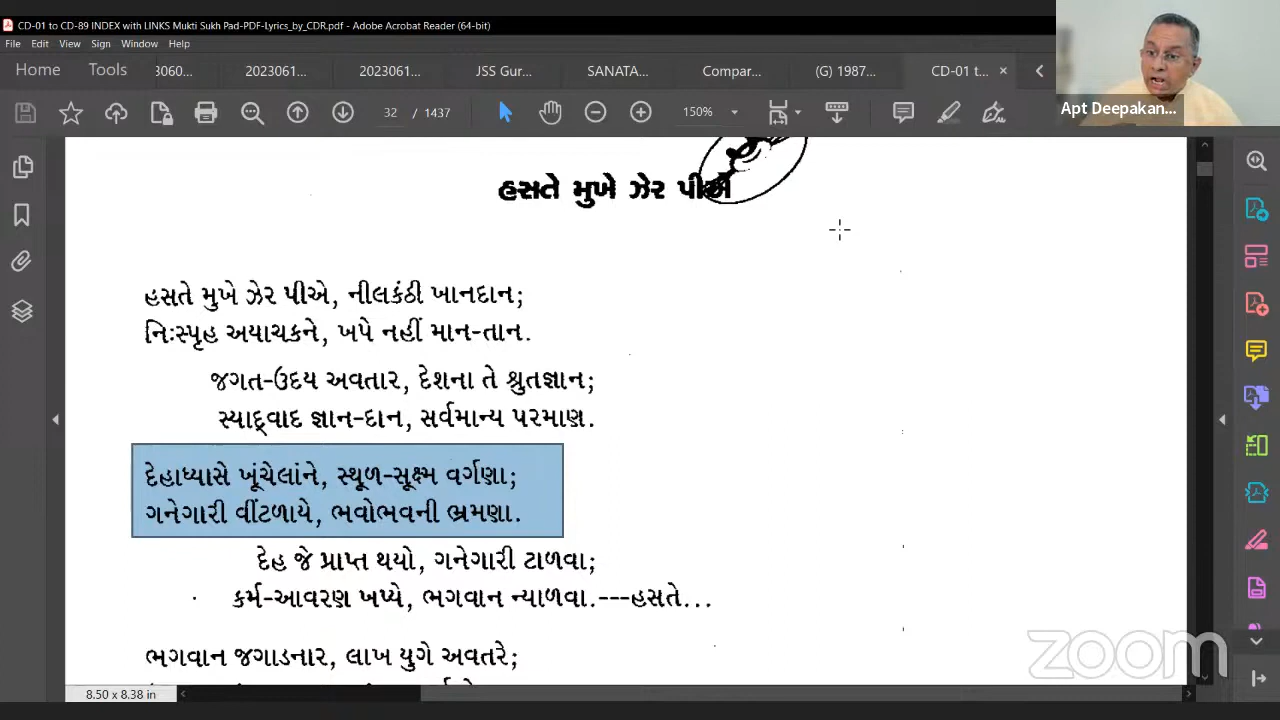 CD-01 to CD-89 INDEX with LINKS Mukti Sukh Pad-PDF-Lyrics_by_CDR.pdf - Adobe Acrobat Reader (64-bit)
File Edit View Sign Window Help
Home Tools 3060... 2023061... 2023061... JSS Gur... SANATA... Compar... (G) 1987... CD-01 t... ×
32 / 1437 150%
Apt Deepakan...
હસતે મુખે ઝેર પીએ
હસતે મુખે ઝેર પીએ, નીલકંઠી ખાનદાન;
નિઃસ્પૃહ અયાચકને, ખપે નહીં માન-તાન.
જગત-ઉદય અવતાર, દેશના તે શ્રુતજ્ઞાન;
સ્યાદ્વાદ જ્ઞાન-દાન, સર્વમાન્ય પરમાણ.
દેહાધ્યાસે ખૂંચેલાંને, સ્થૂળ-સૂક્ષ્મ વર્ગણા;
ગનેગારી વીંટળાયે, ભવોભવની ભ્રમણા.
દેહ જે પ્રાપ્ત થયો, ગનેગારી ટાળવા;
કર્મ-આવરણ ખપ્યે, ભગવાન ન્યાળવા.---હસતે...
ભગવાન જગાડનાર, લાખ યુગે અવતરે;
8.50 x 8.38 in
zoom